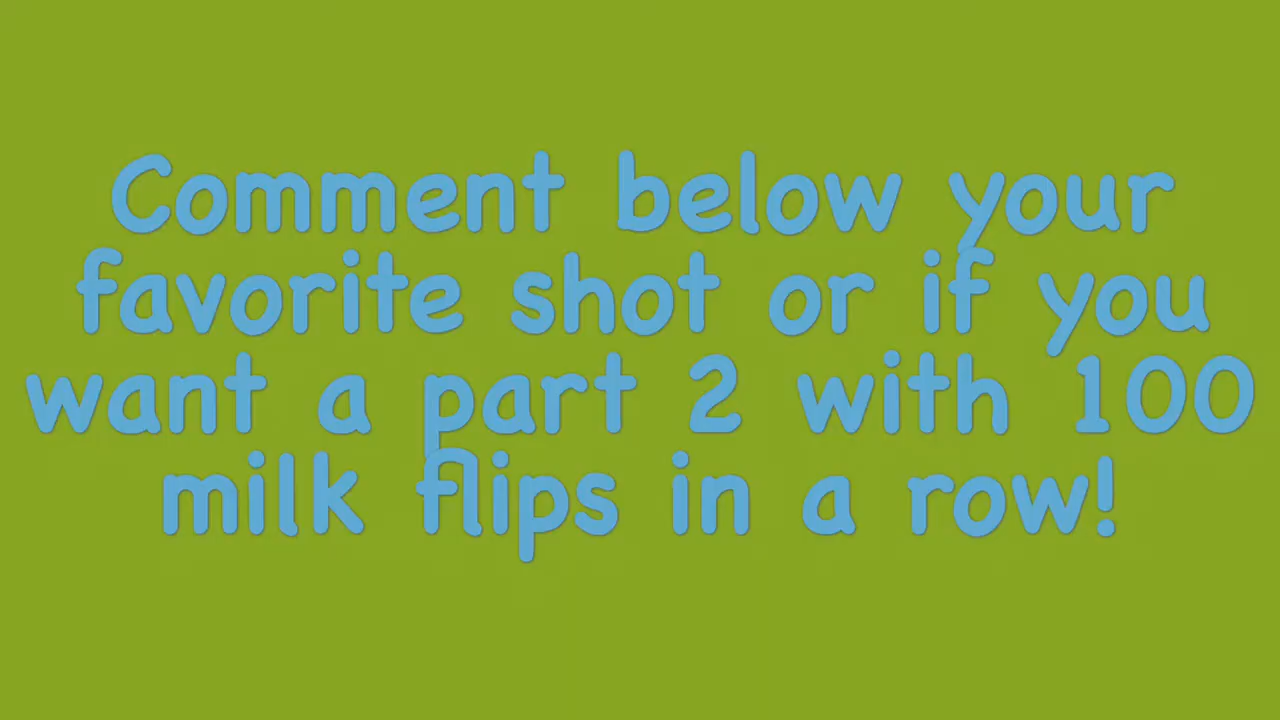 Comment below your
favorite shot or if you
want a part 2 with 100
milk flips in a row!